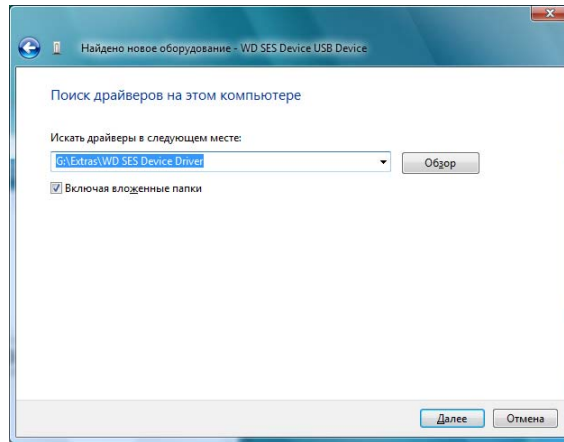 Найдено новое оборудование - WD SES Device USB Device
Поиск драйверов на этом компьютере
Искать драйверы в следующем месте:
G:\Extras\WD SES Device Driver
Обзор
Включая вложенные папки
Далее
Отмена